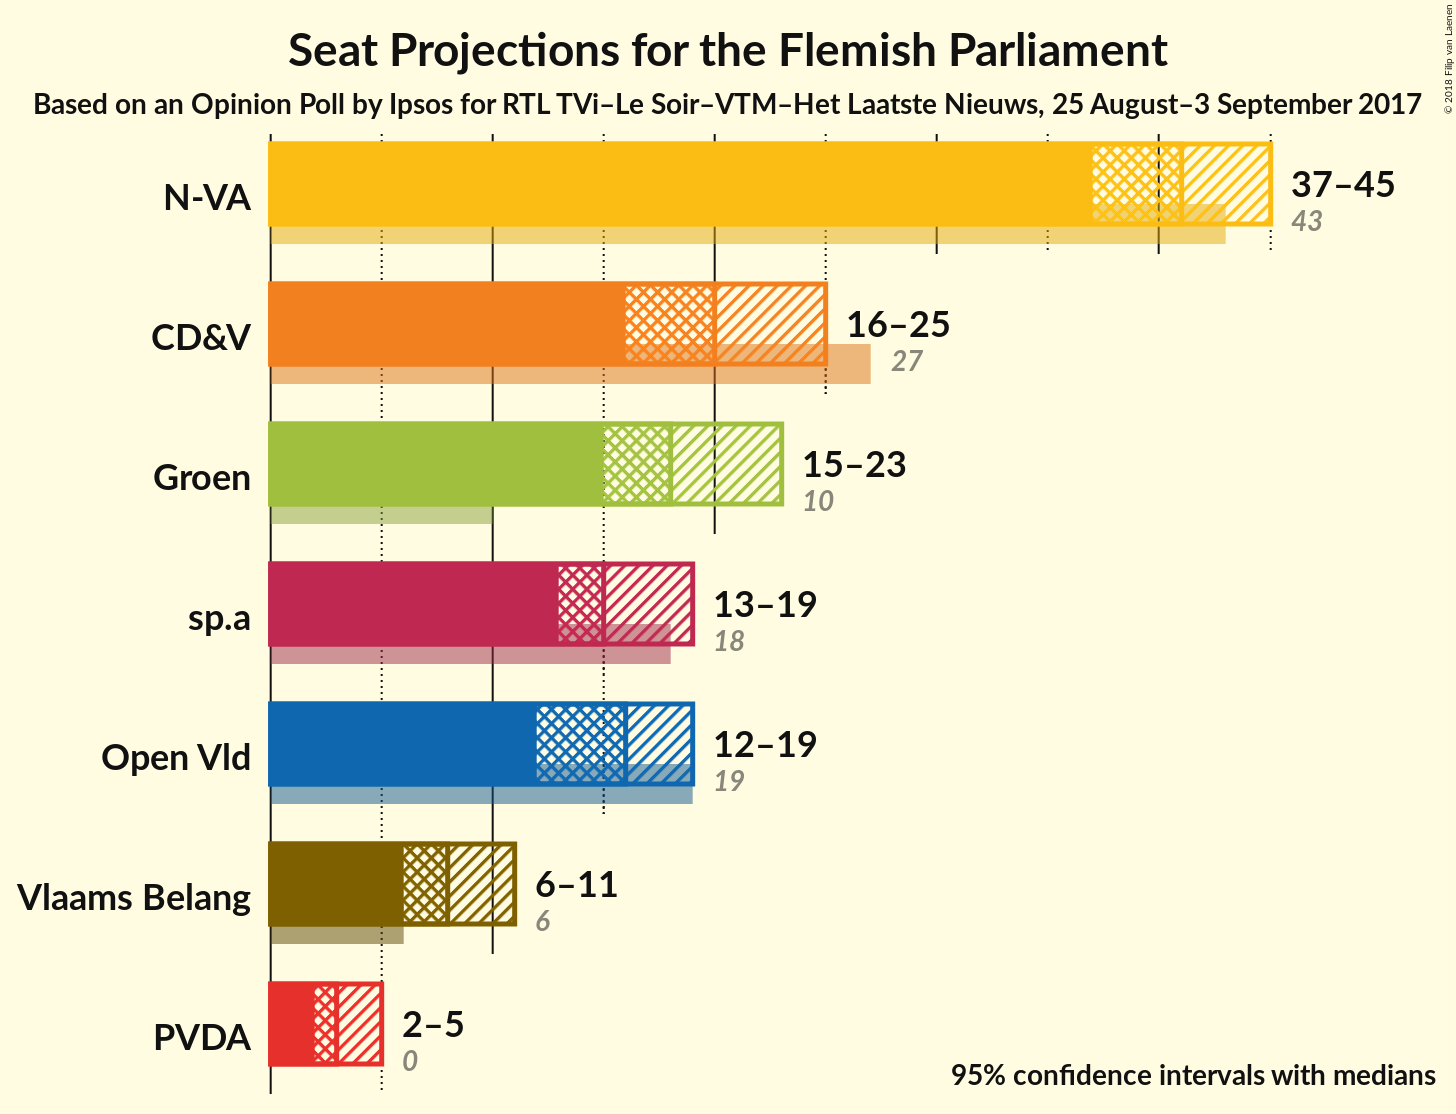 Seat Projections for the Flemish Parliament
Based on an Opinion Poll by Ipsos for RTL TVi–Le Soir–VTM–Het Laatste Nieuws, 25 August–3 September 2017
© 2018 Filip van Laenen
N-VA
37–45
43
CD&V
16–25
27
Groen
15–23
10
sp.a
13–19
18
Open Vld
12–19
19
Vlaams Belang
6–11
6
PVDA
2–5
0
95% confidence intervals with medians